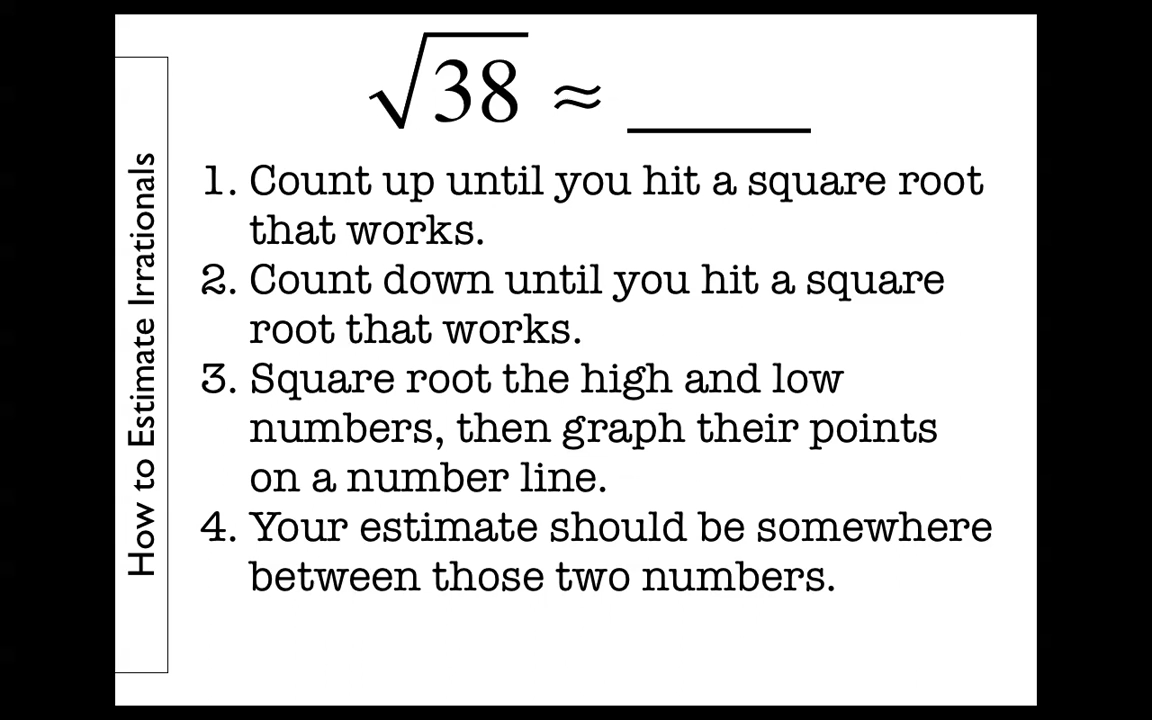 √38 ≈ _____
How to Estimate Irrationals
1. Count up until you hit a square root
that works.
2. Count down until you hit a square
root that works.
3. Square root the high and low
numbers, then graph their points
on a number line.
4. Your estimate should be somewhere
between those two numbers.